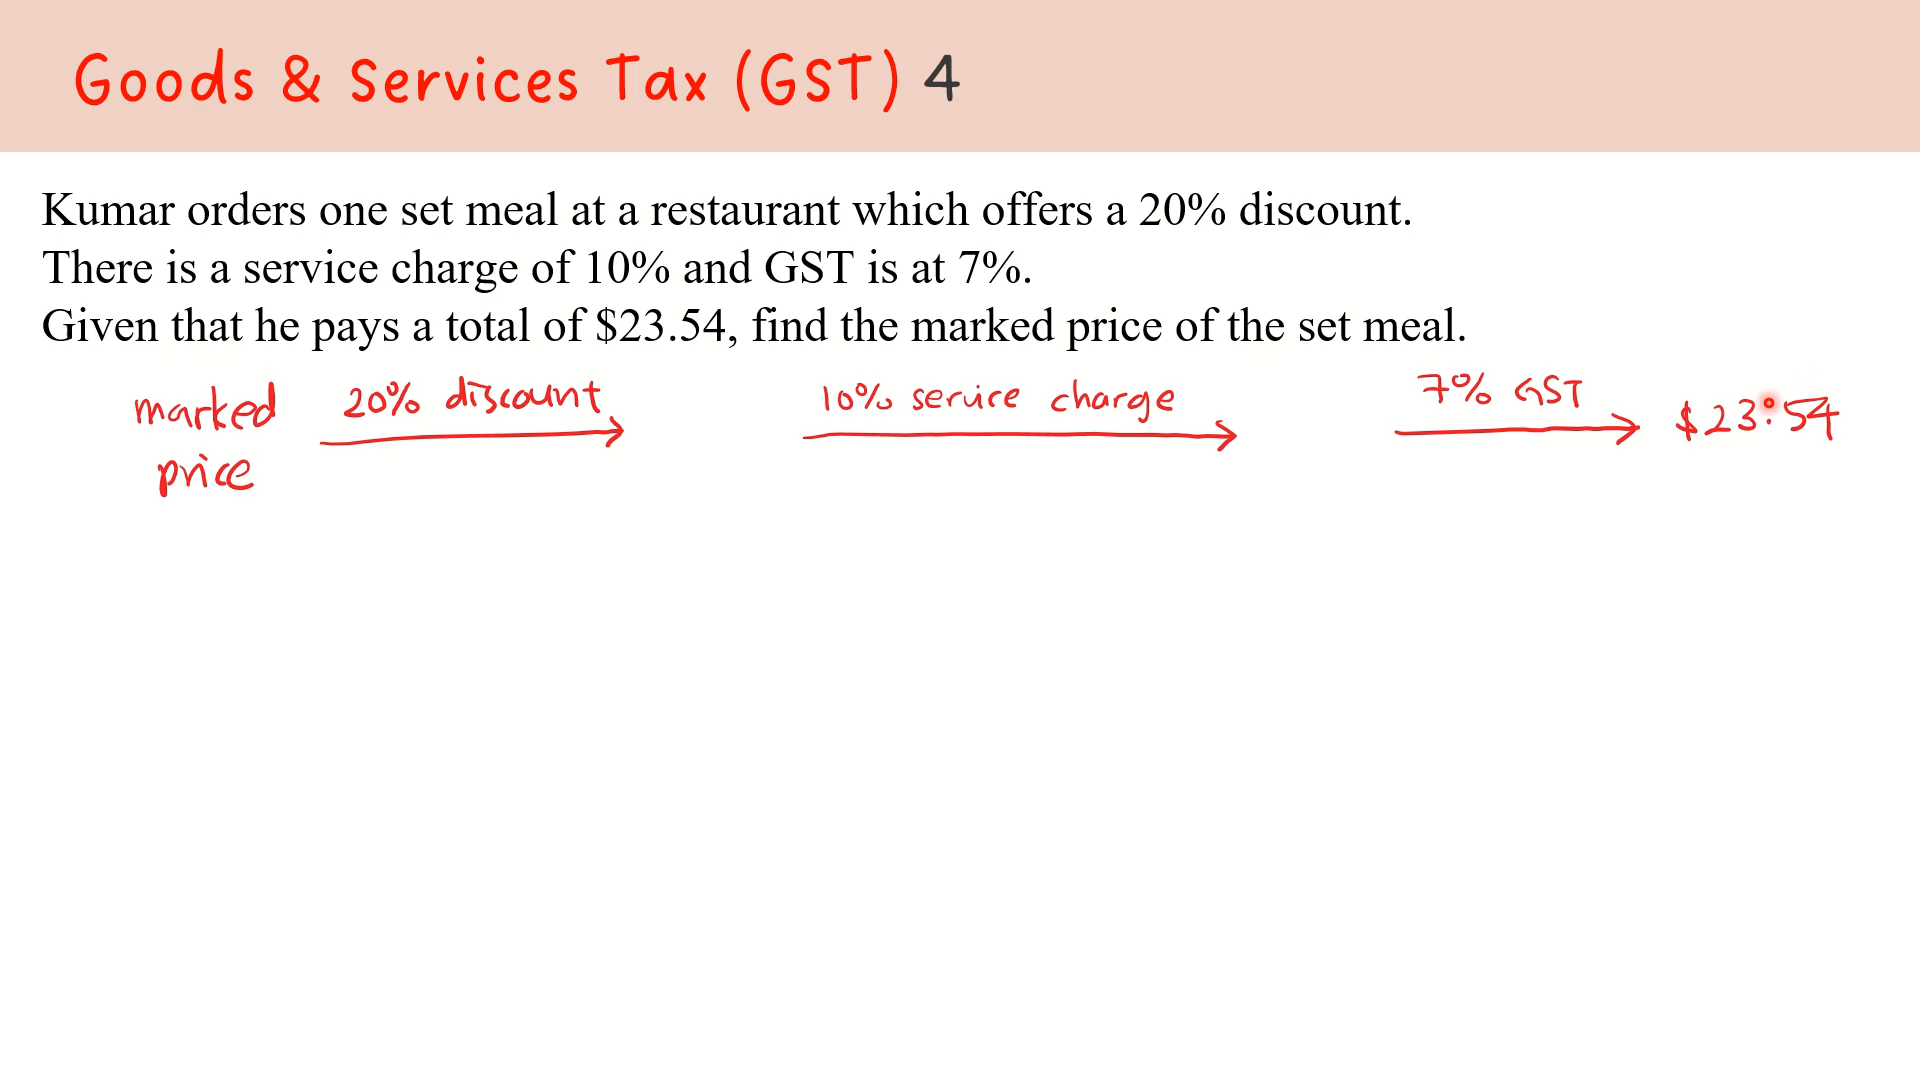 Goods & Services Tax (GST) 4
Kumar orders one set meal at a restaurant which offers a 20% discount.
There is a service charge of 10% and GST is at 7%.
Given that he pays a total of $23.54, find the marked price of the set meal.
marked price 20% discount 10% service charge 7% GST $23.54